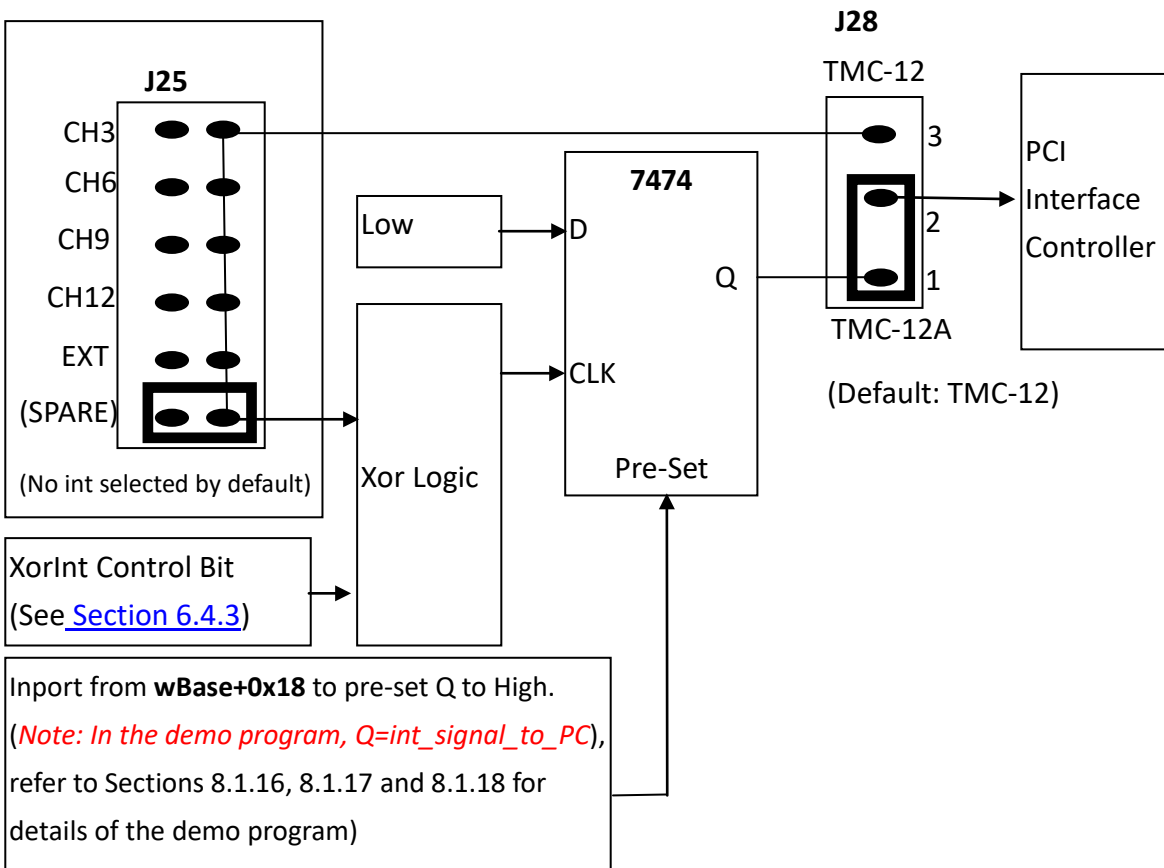 J25
CH3
CH6
CH9
CH12
EXT
(SPARE)
(No int selected by default)
XorInt Control Bit
(See Section 6.4.3)
Low
Xor Logic
7474
D
Q
CLK
Pre-Set
J28
TMC-12
3
2
1
TMC-12A
(Default: TMC-12)
PCI
Interface
Controller
Inport from wBase+0x18 to pre-set Q to High.
(Note: In the demo program, Q=int_signal_to_PC),
refer to Sections 8.1.16, 8.1.17 and 8.1.18 for
details of the demo program)